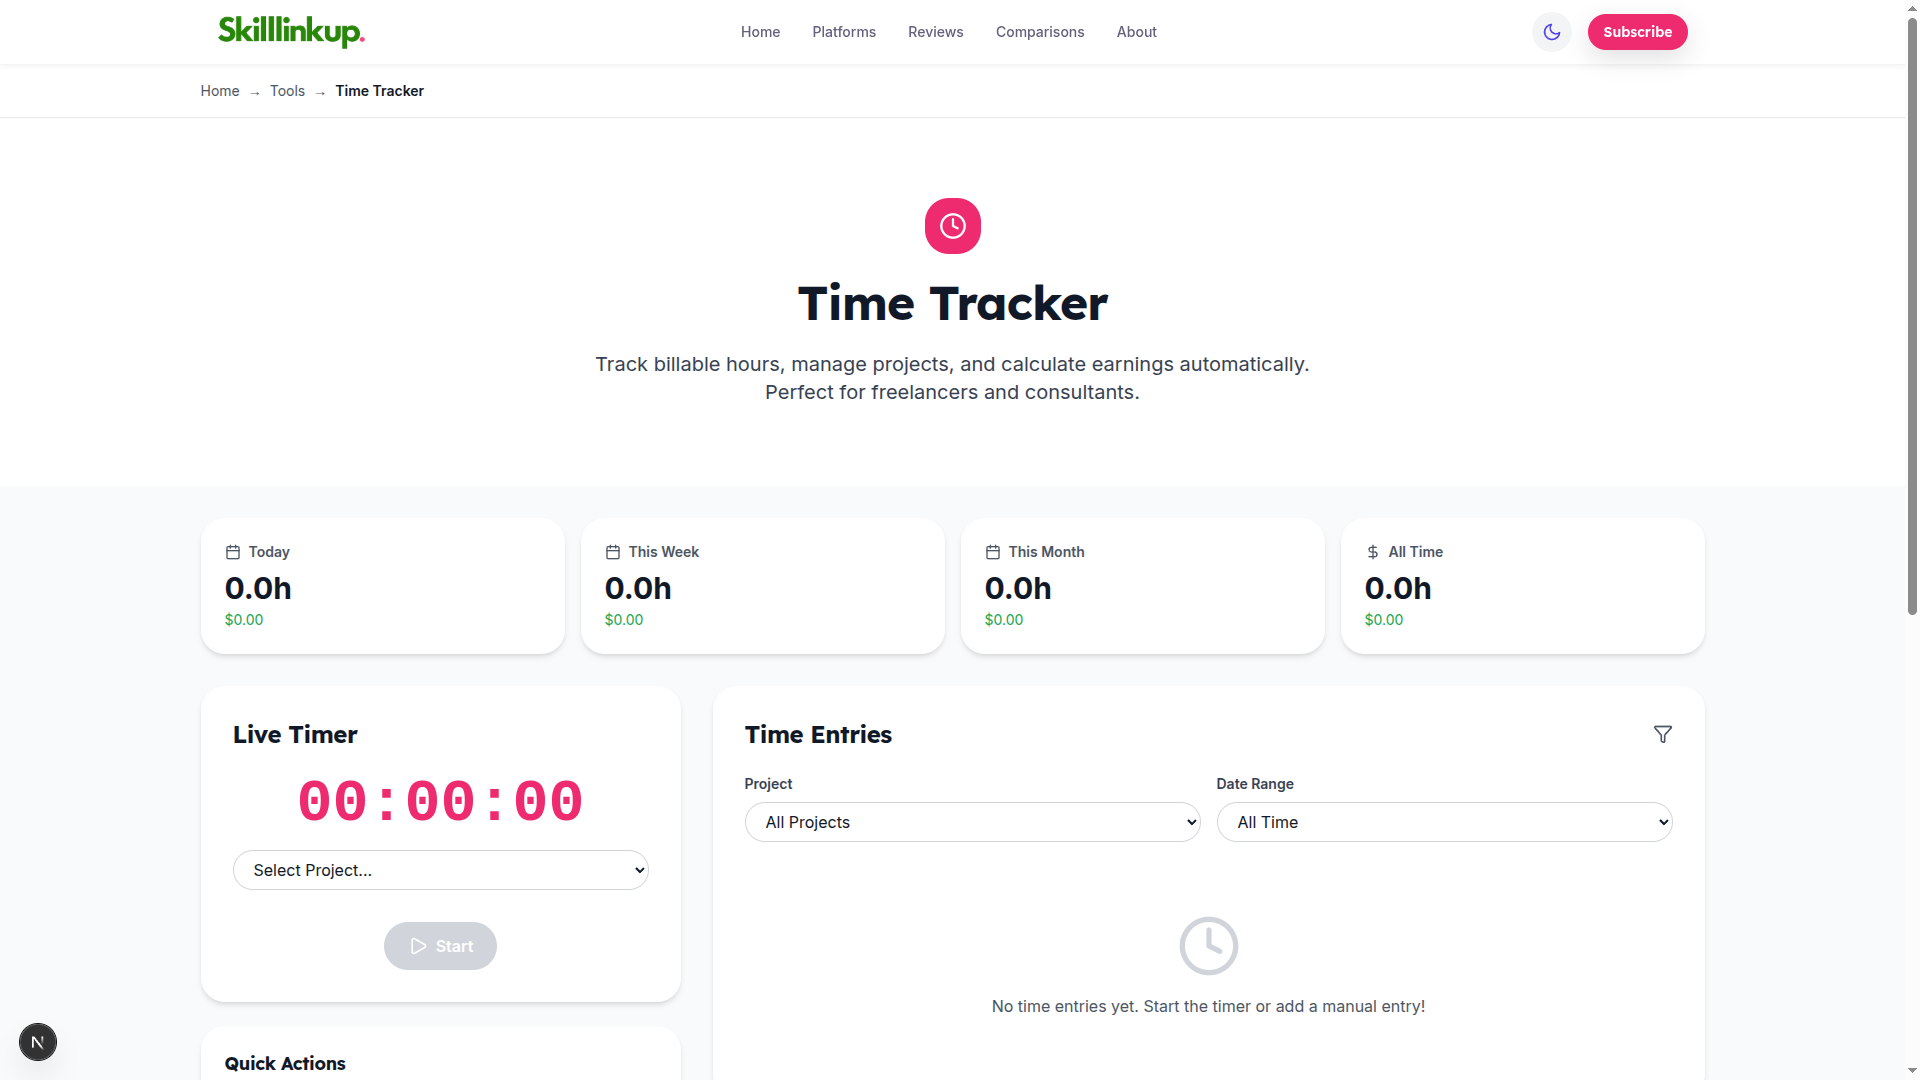 Skilllinkup.
Home
Platforms
Reviews
Comparisons
About
Subscribe
Home → Tools → Time Tracker
Time Tracker
Track billable hours, manage projects, and calculate earnings automatically.
Perfect for freelancers and consultants.
Today
0.0h
$0.00
This Week
0.0h
$0.00
This Month
0.0h
$0.00
All Time
0.0h
$0.00
Live Timer
00:00:00
Select Project...
Start
Quick Actions
Time Entries
Project
All Projects
Date Range
All Time
No time entries yet. Start the timer or add a manual entry!
N